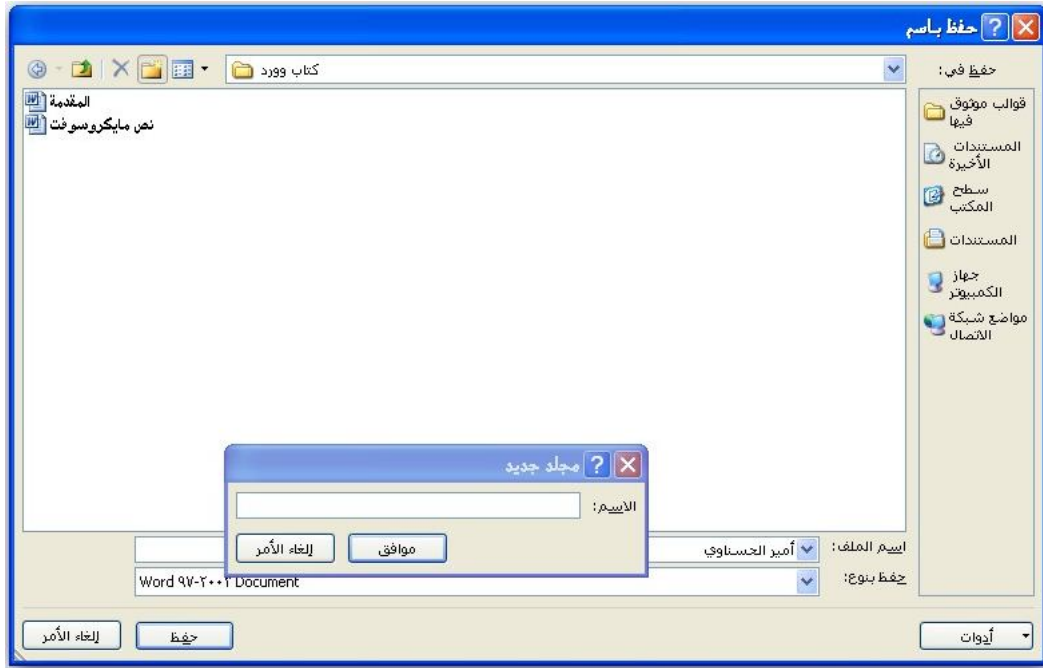 حفظ باسم
حفظ في:
كتاب وورد
قوالب موثوق
فيها
المستندات
الأخيرة
سطح
المكتب
المستندات
جهاز
الكمبيوتر
مواضع شبكة
الاتصال
المقدمة
نص مايكروسوفت
مجلد جديد
الاسم:
موافق
إلغاء الأمر
اسم الملف:
أمير الحسناوي
حفظ بنوع:
Word ٩٧-٢٠٠٣ Document
أدوات
حفظ
إلغاء الأمر